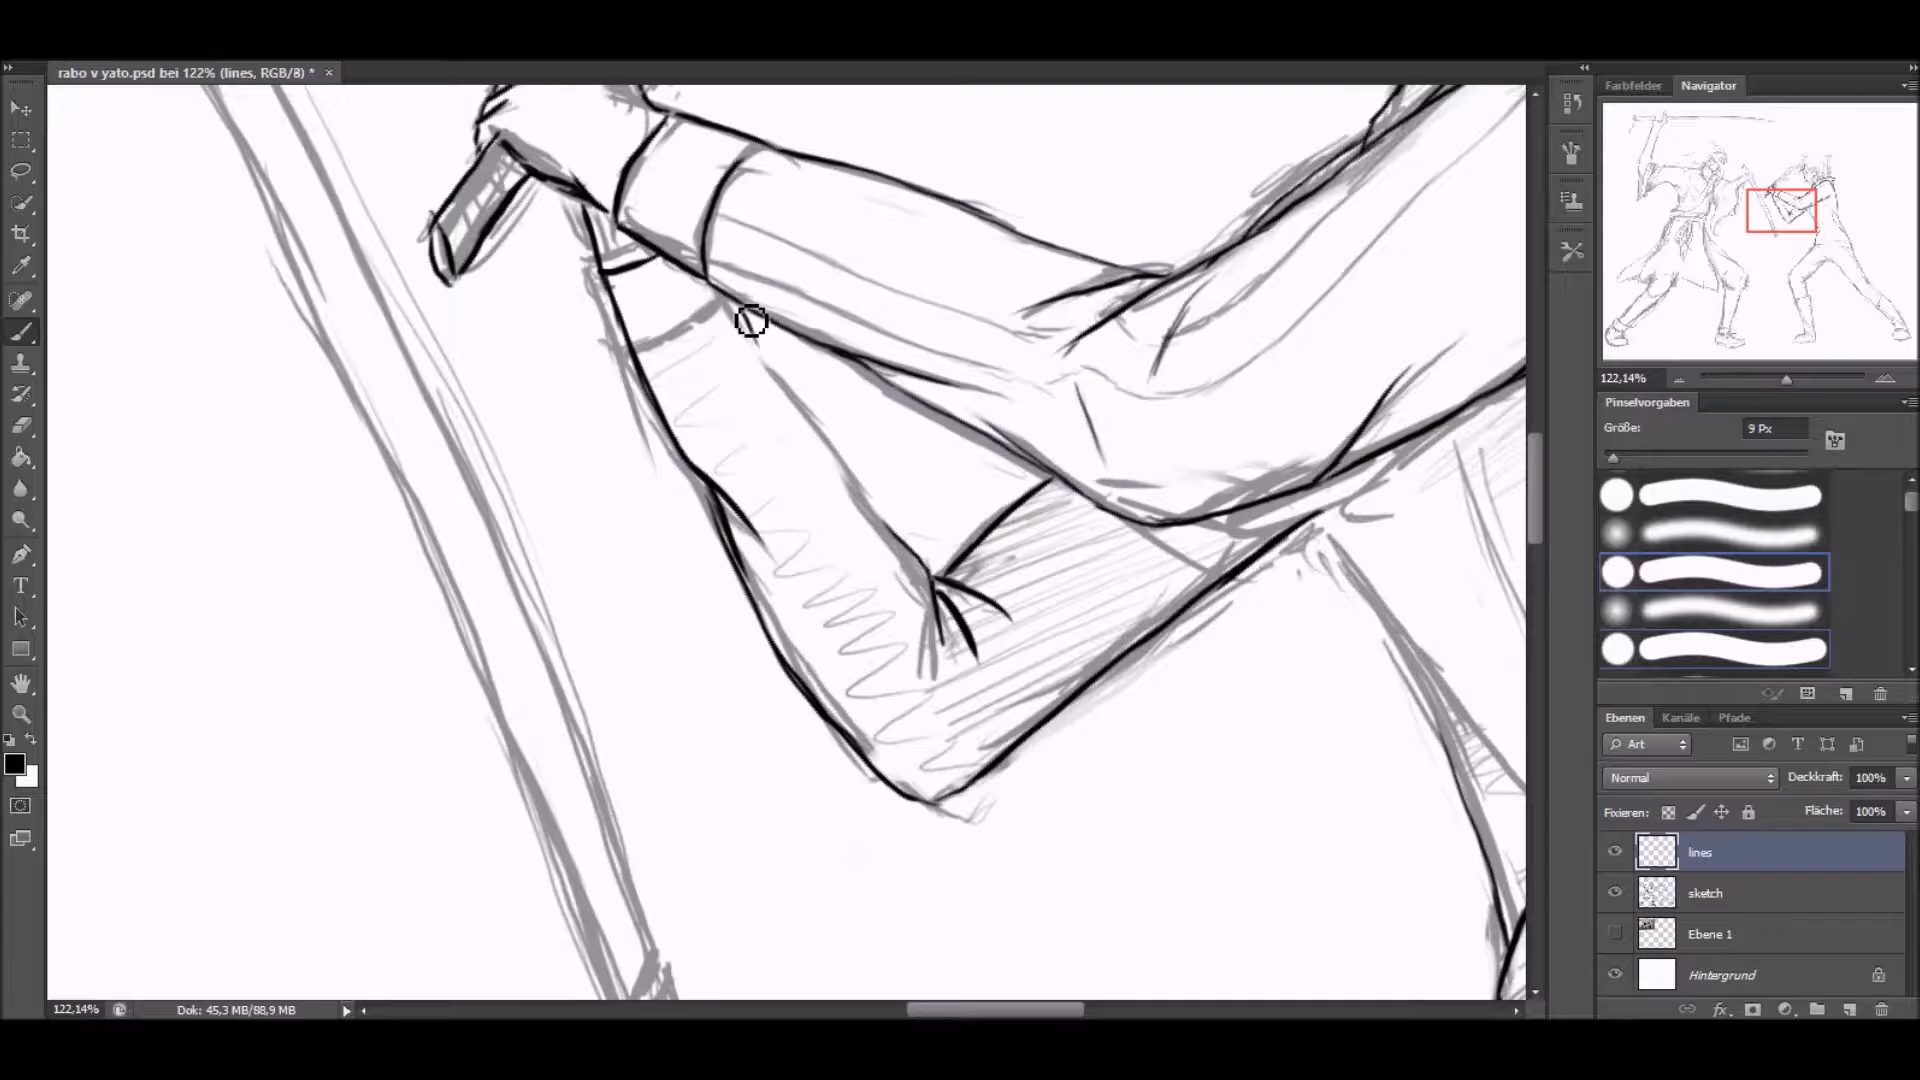 rabo v yato.psd bei 122% (lines, RGB/8) * ×
Farbfelder Navigator
122,14%
Pinselvorgaben
Größe: 9 Px
Ebenen Kanäle Pfade
Art
Normal Deckkraft: 100%
Fixieren: Fläche: 100%
lines
sketch
Ebene 1
Hintergrund
fx
122,14% Dok: 45,3 MB/88,9 MB